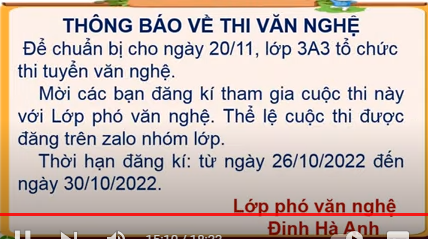 THÔNG BÁO VỀ THI VĂN NGHỆ
Để chuẩn bị cho ngày 20/11, lớp 3A3 tổ chức
thi tuyển văn nghệ.
Mời các bạn đăng kí tham gia cuộc thi này
với Lớp phó văn nghệ. Thể lệ cuộc thi được
đăng trên zalo nhóm lớp.
Thời hạn đăng kí: từ ngày 26/10/2022 đến
ngày 30/10/2022.
Lớp phó văn nghệ
Đinh Hà Anh